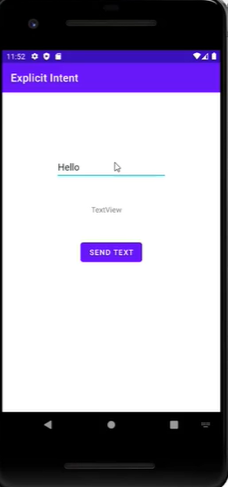 11:52
Explicit Intent
Hello
TextView
SEND TEXT